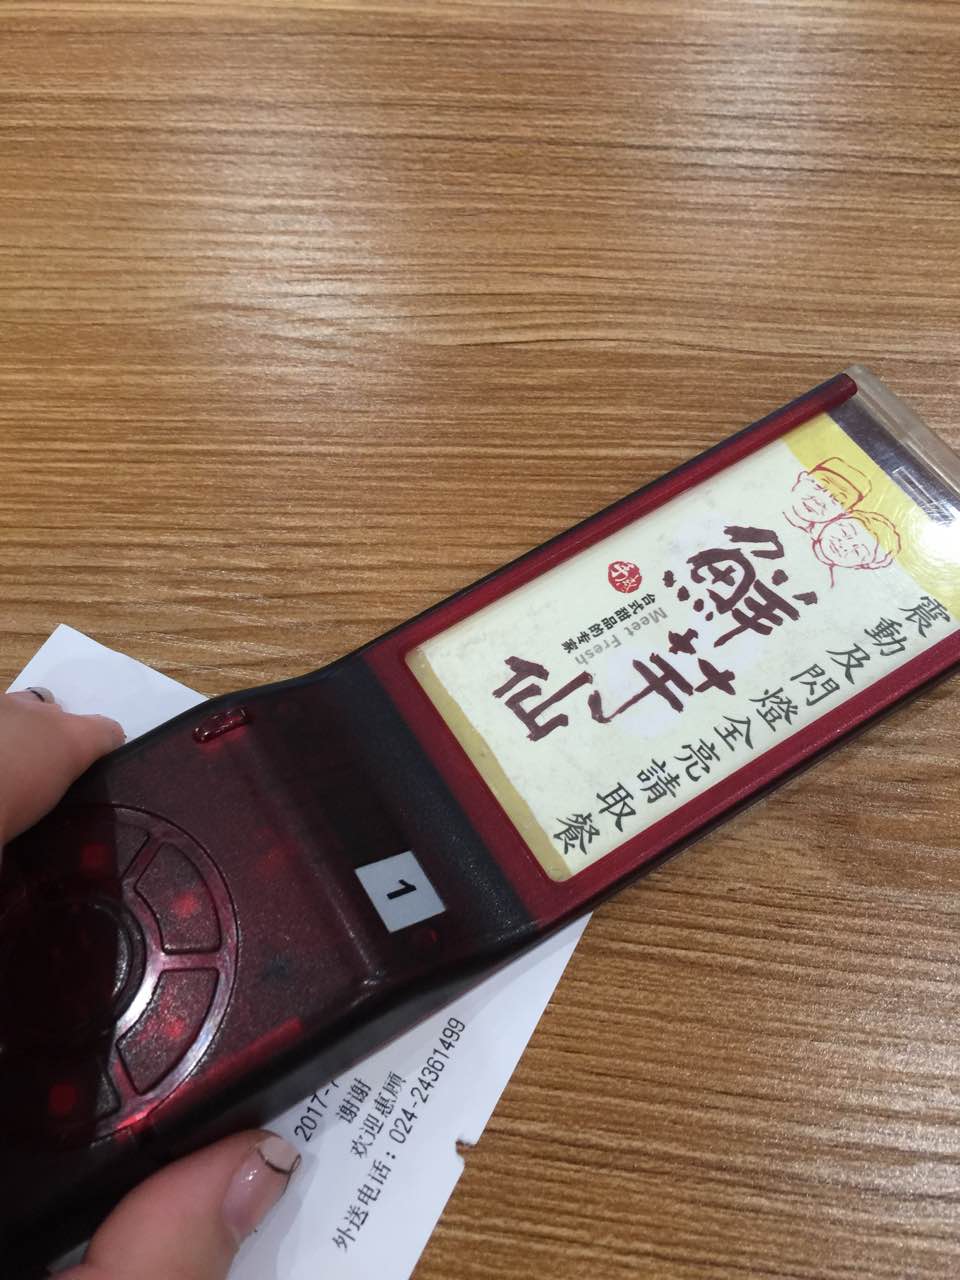 震動及閃燈全亮請取餐
鮮芋仙
Meet Fresh
台式甜品的专家
1
2017-
谢谢
欢迎惠顾
外送电话：024-24361499